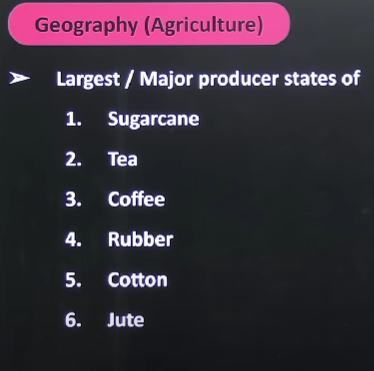 Geography (Agriculture)
➢ Largest / Major producer states of
1. Sugarcane
2. Tea
3. Coffee
4. Rubber
5. Cotton
6. Jute